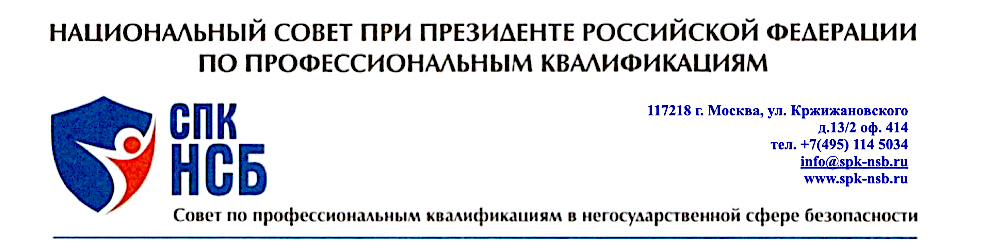 НАЦИОНАЛЬНЫЙ СОВЕТ ПРИ ПРЕЗИДЕНТЕ РОССИЙСКОЙ ФЕДЕРАЦИИ
ПО ПРОФЕССИОНАЛЬНЫМ КВАЛИФИКАЦИЯМ
СПК
НСБ
117218 г. Москва, ул. Кржижановского
д.13/2 оф. 414
тел. +7(495) 114 5034
info@spk-nsb.ru
www.spk-nsb.ru
Совет по профессиональным квалификациям в негосударственной сфере безопасности